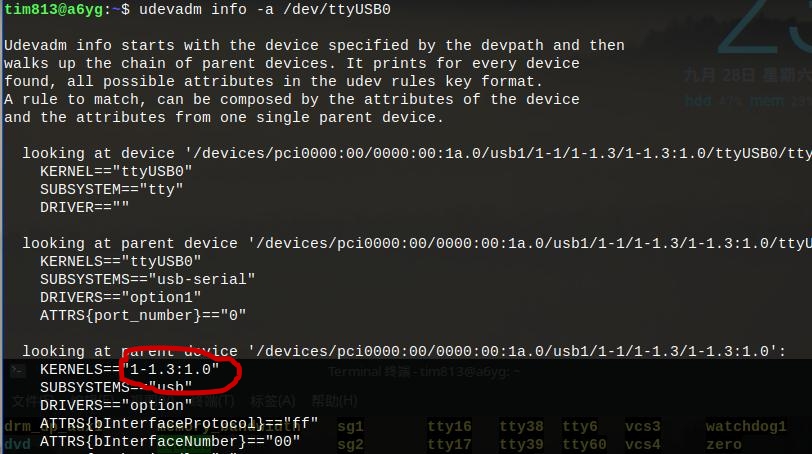 tim813@a6yg:~$ udevadm info -a /dev/ttyUSB0
Udevadm info starts with the device specified by the devpath and then
walks up the chain of parent devices. It prints for every device
found, all possible attributes in the udev rules key format.
A rule to match, can be composed by the attributes of the device
and the attributes from one single parent device.
九月 28日 星期六
hdd 47% mem 23%
looking at device '/devices/pci0000:00/0000:00:1a.0/usb1/1-1/1-1.3/1-1.3:1.0/ttyUSB0/tty
KERNEL=="ttyUSB0"
SUBSYSTEM=="tty"
DRIVER==""
looking at parent device '/devices/pci0000:00/0000:00:1a.0/usb1/1-1/1-1.3/1-1.3:1.0/ttyU
KERNELS=="ttyUSB0"
SUBSYSTEMS=="usb-serial"
DRIVERS=="option1"
ATTRS{port_number}=="0"
looking at parent device '/devices/pci0000:00/0000:00:1a.0/usb1/1-1/1-1.3/1-1.3:1.0':
KERNELS=="1-1.3:1.0"
Terminal 终端 - tim813@a6yg: ~
SUBSYSTEMS=="usb"
DRIVERS=="option"
标签(A) 帮助(H)
ATTRS{bInterfaceProtocol}=="ff"
sg1 tty16 tty38 tty6 vcs3 watchdog1
ATTRS{bInterfaceNumber}=="00"
dvd sg2 tty17 tty39 tty60 vcs4 zero